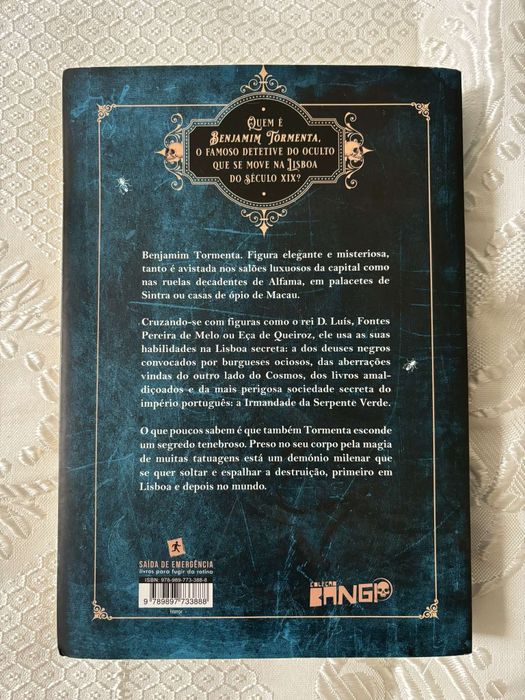 Quem é
Benjamim Tormenta,
o famoso detetive do oculto
que se move na Lisboa
do século XIX?
Benjamim Tormenta. Figura elegante e misteriosa,
tanto é avistada nos salões luxuosos da capital como
nas ruelas decadentes de Alfama, em palacetes de
Sintra ou casas de ópio de Macau.
Cruzando-se com figuras como o rei D. Luís, Fontes
Pereira de Melo ou Eça de Queiroz, ele usa as suas
habilidades na Lisboa secreta: a dos deuses negros
convocados por burgueses ociosos, das aberrações
vindas do outro lado do Cosmos, dos livros amal-
diçoados e da mais perigosa sociedade secreta do
império português: a Irmandade da Serpente Verde.
O que poucos sabem é que também Tormenta esconde
um segredo tenebroso. Preso no seu corpo pela magia
de muitas tatuagens está um demónio milenar que
se quer soltar e espalhar a destruição, primeiro em
Lisboa e depois no mundo.
SAÍDA DE EMERGÊNCIA
livros para fugir da rotina
ISBN: 978-989-773-388-8
9 789897 733888
horror
COLEÇÃO
BANG!